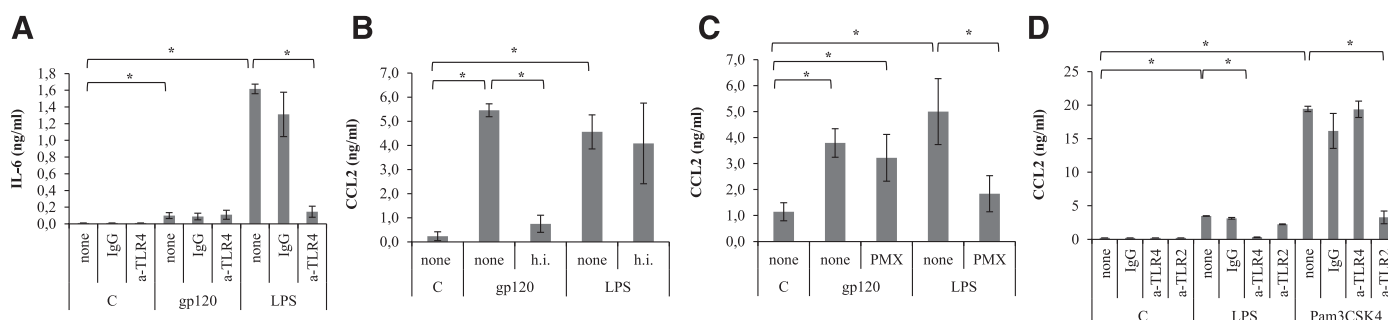 A
*
*
IL-6 (ng/ml)
1,8
1,6
1,4
1,2
1,0
0,8
0,6
0,4
0,2
0,0
none
IgG
a-TLR4
none
IgG
a-TLR4
none
IgG
a-TLR4
C
gp120
LPS
*
B
*
*
*
CCL2 (ng/ml)
7,0
6,0
5,0
4,0
3,0
2,0
1,0
0,0
none
none
h.i.
none
h.i.
C
gp120
LPS
C
*
*
*
*
CCL2 (ng/ml)
7,0
6,0
5,0
4,0
3,0
2,0
1,0
0,0
none
none
PMX
none
PMX
C
gp120
LPS
D
*
*
*
*
CCL2 (ng/ml)
25
20
15
10
5
0
none
IgG
a-TLR4
a-TLR2
none
IgG
a-TLR4
a-TLR2
none
IgG
a-TLR4
a-TLR2
C
LPS
Pam3CSK4